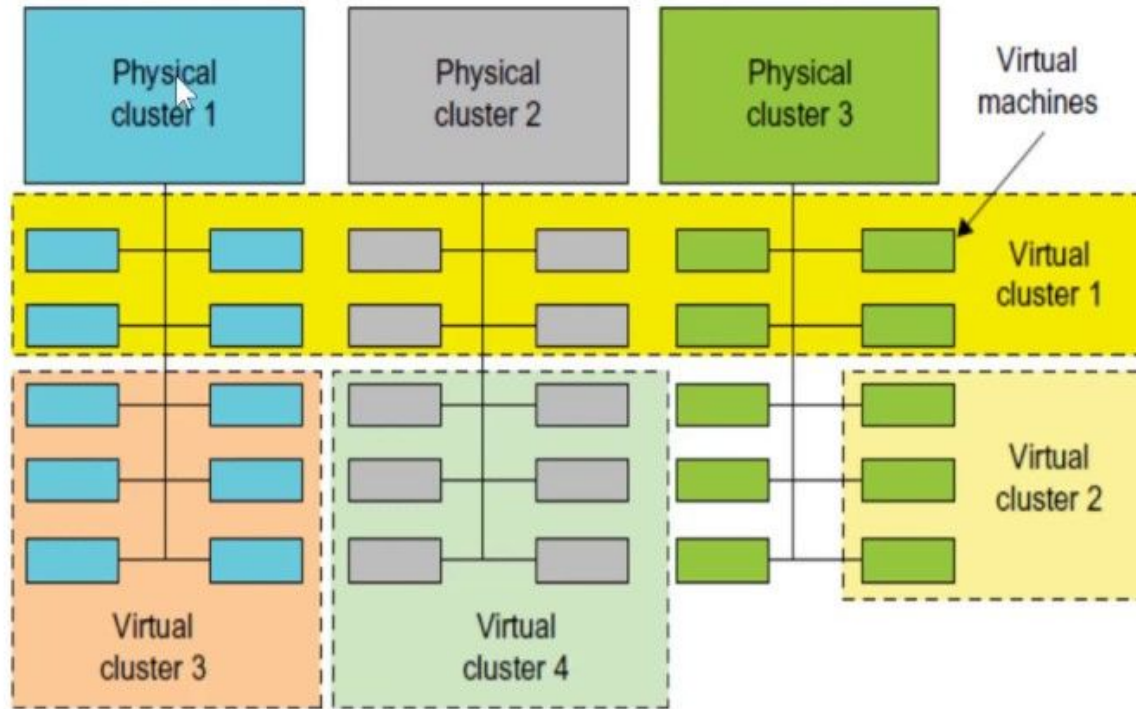 Physical
cluster 1
Physical
cluster 2
Physical
cluster 3
Virtual
machines
Virtual
cluster 1
Virtual
cluster 2
Virtual
cluster 3
Virtual
cluster 4